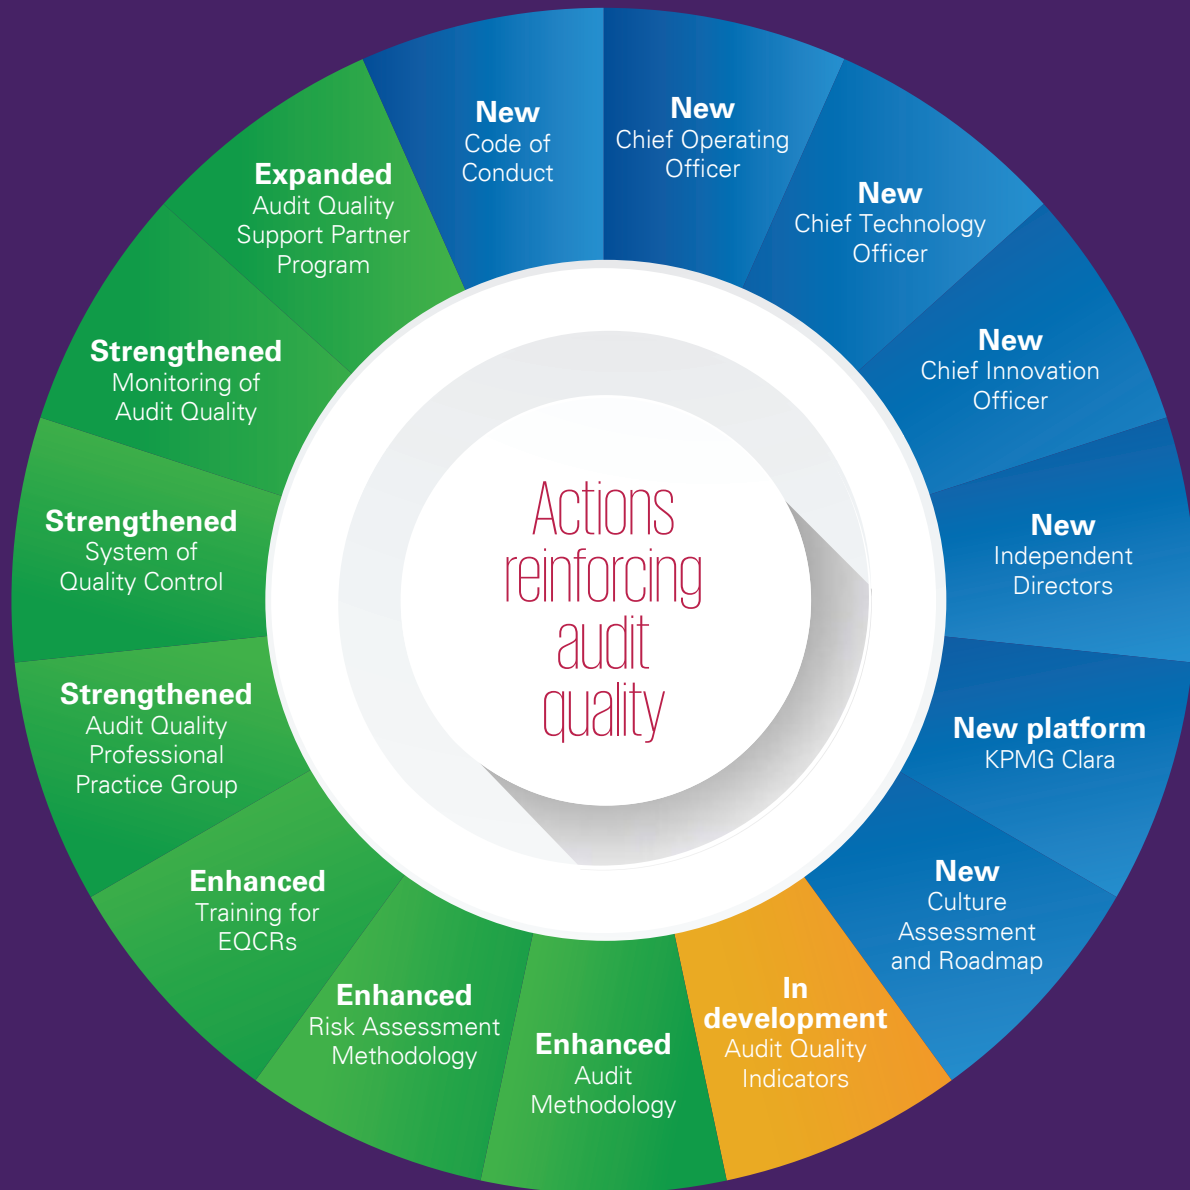 New
Code of
Conduct
New
Chief Operating
Officer
New
Chief Technology
Officer
New
Chief Innovation
Officer
New
Independent
Directors
New platform
KPMG Clara
New
Culture
Assessment
and Roadmap
In
development
Audit Quality
Indicators
Enhanced
Audit
Methodology
Enhanced
Risk Assessment
Methodology
Enhanced
Training for
EQCRs
Strengthened
Audit Quality
Professional
Practice Group
Strengthened
System of
Quality Control
Strengthened
Monitoring of
Audit Quality
Expanded
Audit Quality
Support Partner
Program
Actions
reinforcing
audit
quality